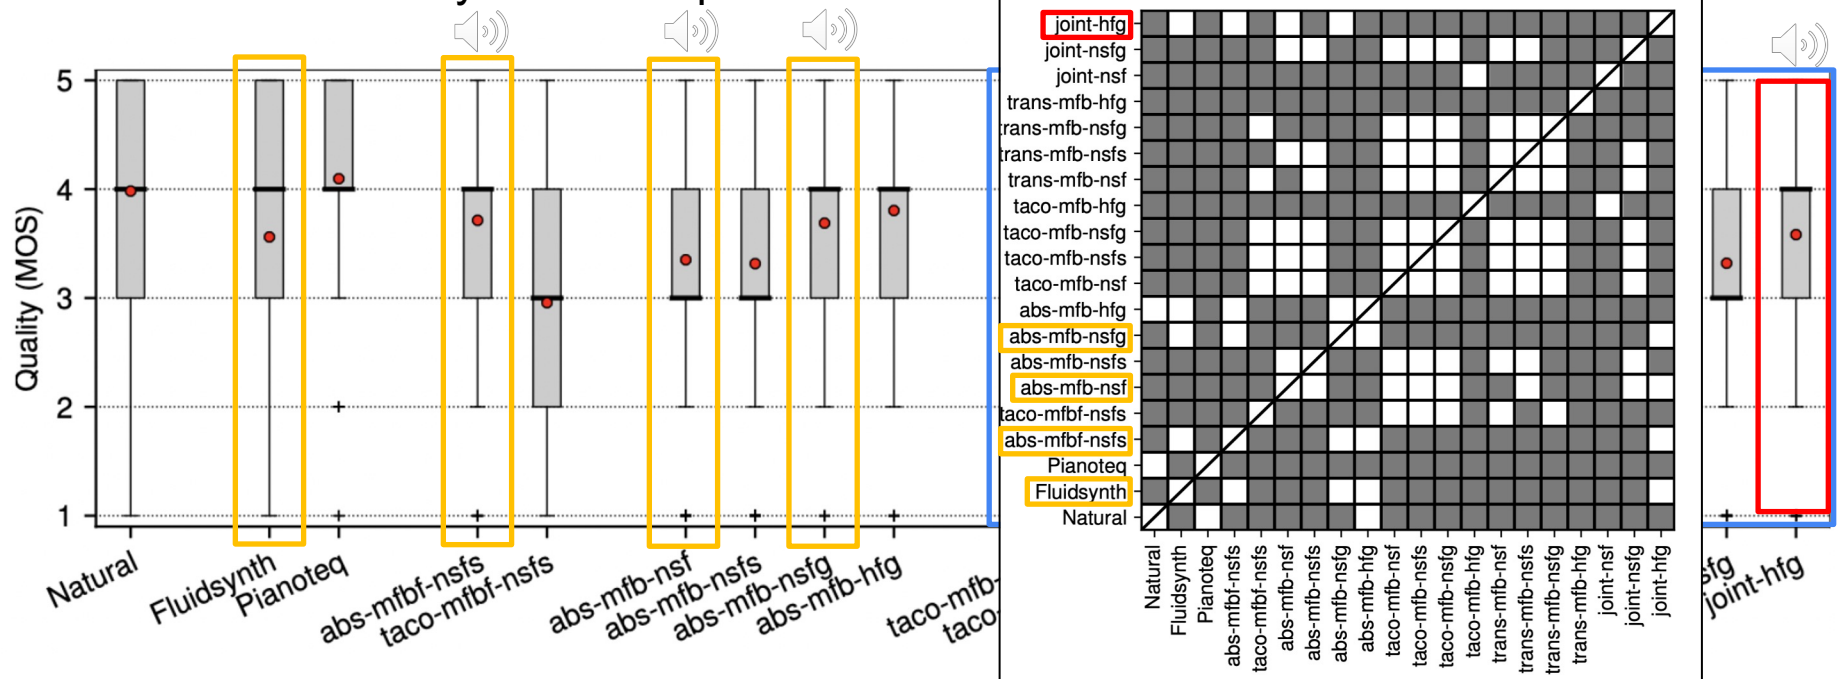 Quality (MOS)
5
4
3
2
1
Natural
Fluidsynth
Pianoteq
abs-mfbf-nsfs
taco-mfbf-nsfs
abs-mfb-nsf
abs-mfb-nsfs
abs-mfb-nsfg
abs-mfb-hfg
taco-mfb-
taco-
joint-hfg
joint-nsfg
joint-nsf
trans-mfb-hfg
trans-mfb-nsfg
trans-mfb-nsfs
trans-mfb-nsf
taco-mfb-hfg
taco-mfb-nsfg
taco-mfb-nsfs
taco-mfb-nsf
abs-mfb-hfg
abs-mfb-nsfg
abs-mfb-nsfs
abs-mfb-nsf
taco-mfbf-nsfs
abs-mfbf-nsfs
Pianoteq
Fluidsynth
Natural
Natural
Fluidsynth
Pianoteq
abs-mfbf-nsfs
taco-mfbf-nsfs
abs-mfb-nsf
abs-mfb-nsfs
abs-mfb-nsfg
abs-mfb-hfg
taco-mfb-nsf
taco-mfb-nsfs
taco-mfb-nsfg
taco-mfb-hfg
trans-mfb-nsf
trans-mfb-nsfs
trans-mfb-nsfg
trans-mfb-hfg
joint-nsf
joint-nsfg
joint-hfg
sfg
joint-hfg